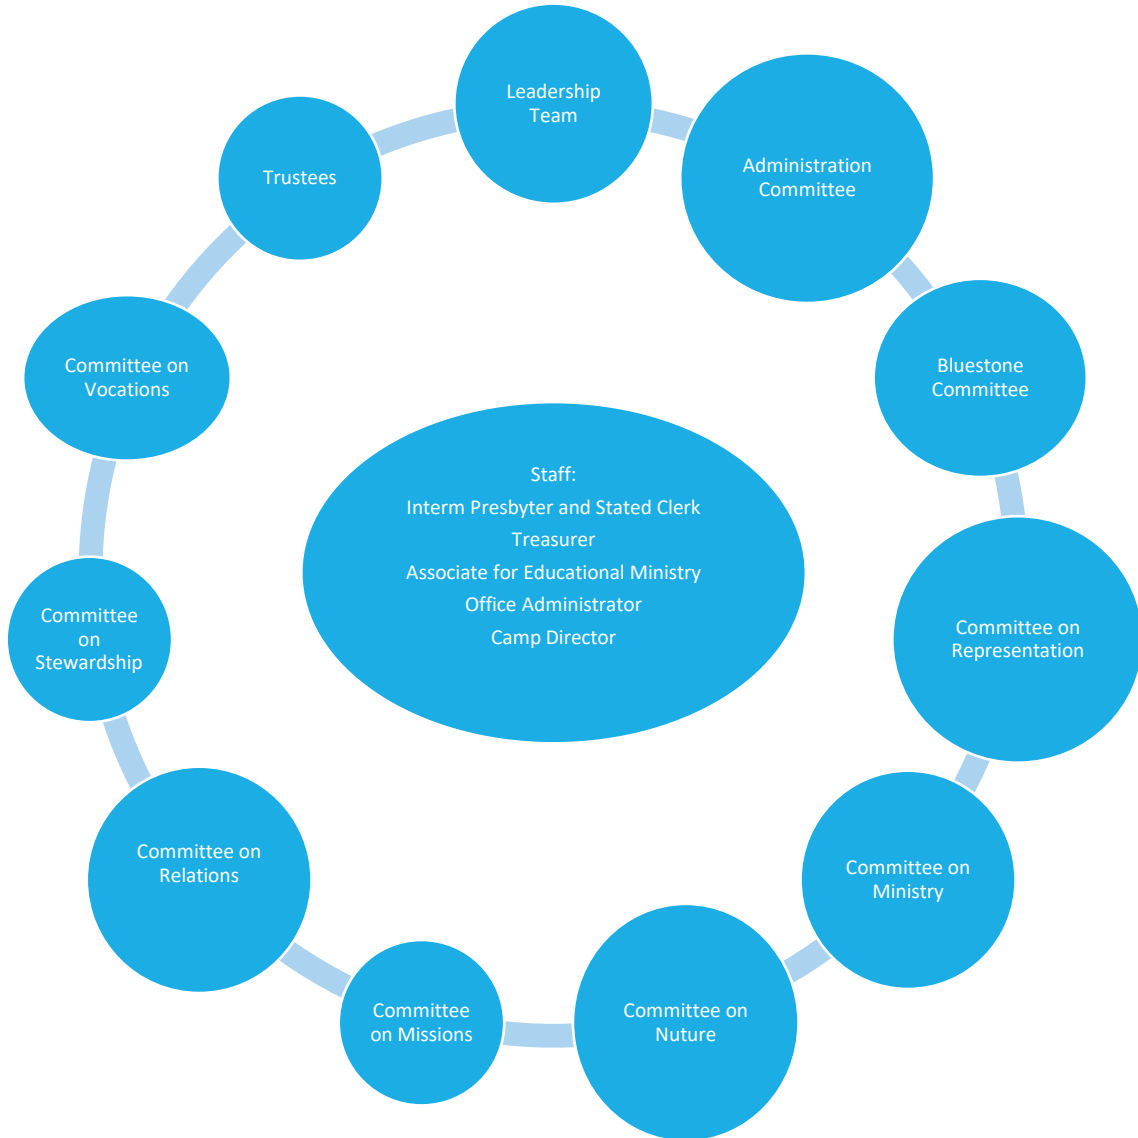 Leadership
Team
Administration
Committee
Bluestone
Committee
Committee on
Representation
Committee on
Ministry
Committee on
Nuture
Committee
on Missions
Committee on
Relations
Committee
on
Stewardship
Committee on
Vocations
Trustees
Staff:
Interm Presbyter and Stated Clerk
Treasurer
Associate for Educational Ministry
Office Administrator
Camp Director